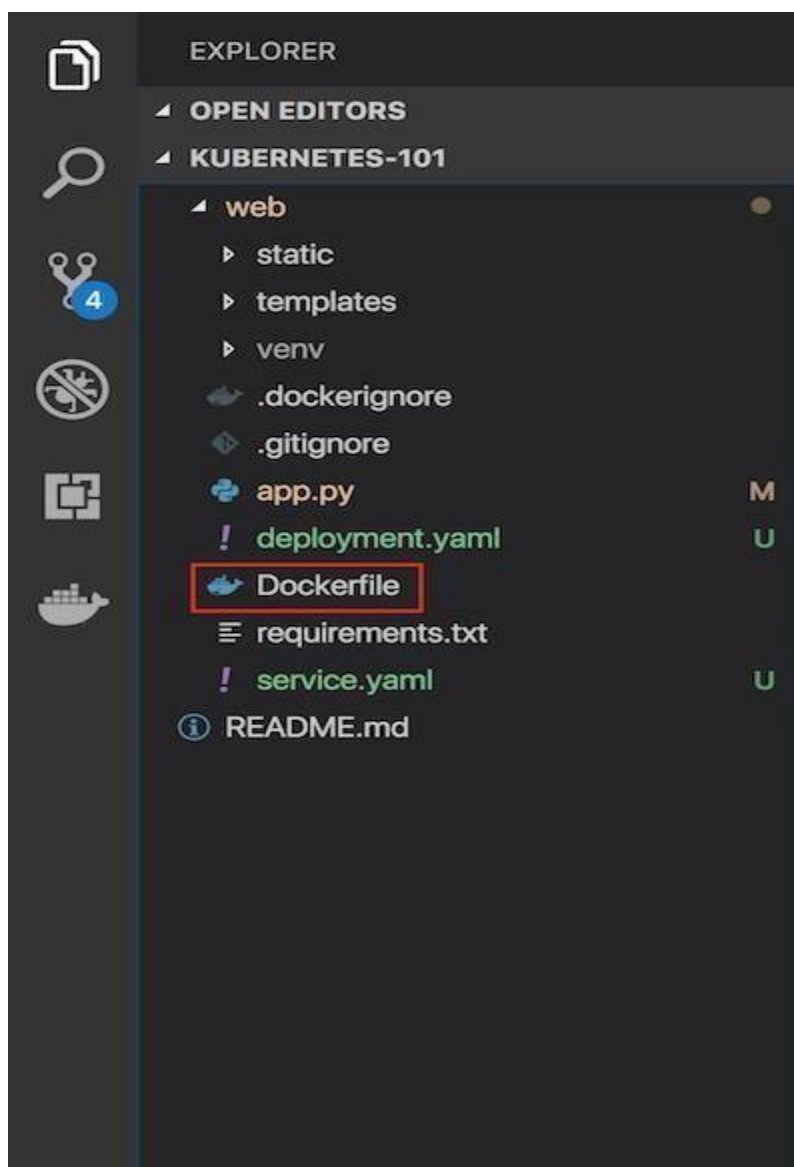 EXPLORER
OPEN EDITORS
KUBERNETES-101
web
static
templates
4
venv
.dockerignore
.gitignore
app.py M
deployment.yaml U
Dockerfile
requirements.txt
service.yaml U
README.md